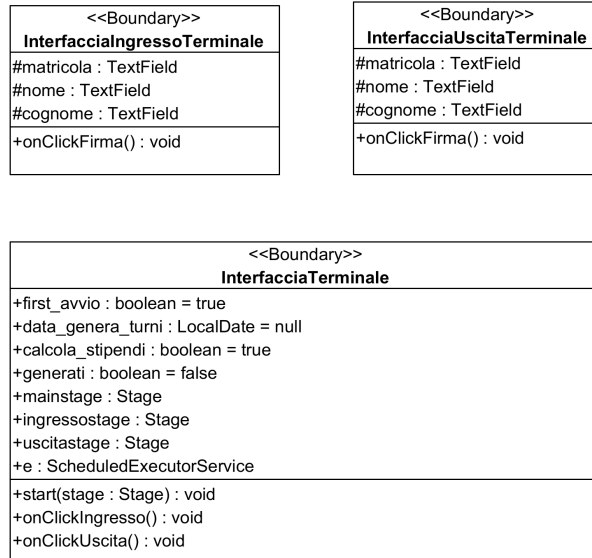 <<Boundary>>
InterfacciaIngressoTerminale
#matricola : TextField
#nome : TextField
#cognome : TextField
+onClickFirma() : void
<<Boundary>>
InterfacciaUscitaTerminale
#matricola : TextField
#nome : TextField
#cognome : TextField
+onClickFirma() : void
<<Boundary>>
InterfacciaTerminale
+first_avvio : boolean = true
+data_genera_turni : LocalDate = null
+calcola_stipendi : boolean = true
+generati : boolean = false
+mainstage : Stage
+ingressostage : Stage
+uscitastage : Stage
+e : ScheduledExecutorService
+start(stage : Stage) : void
+onClickIngresso() : void
+onClickUscita() : void